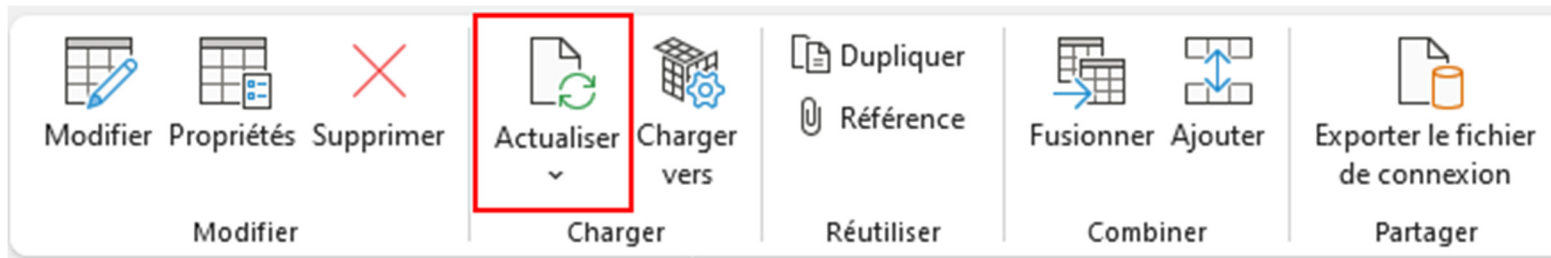 Modifier
Propriétés
Supprimer
Modifier
Actualiser
Charger
vers
Charger
Dupliquer
Référence
Réutiliser
Fusionner
Ajouter
Combiner
Exporter le fichier
de connexion
Partager